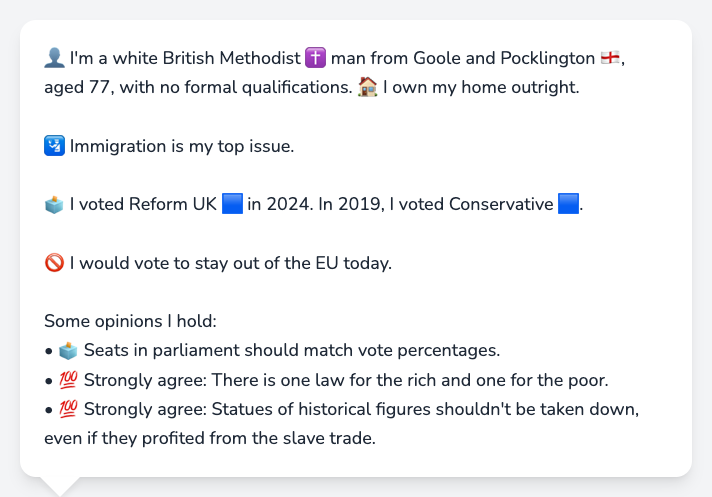 👤 I'm a white British Methodist ✝️ man from Goole and Pocklington 🏴󠁧󠁢󠁥󠁮󠁧󠁿,
aged 77, with no formal qualifications. 🏠 I own my home outright.
🛂 Immigration is my top issue.
🗳️ I voted Reform UK 🟦 in 2024. In 2019, I voted Conservative 🟦.
🚫 I would vote to stay out of the EU today.
Some opinions I hold:
• 🗳️ Seats in parliament should match vote percentages.
• 💯 Strongly agree: There is one law for the rich and one for the poor.
• 💯 Strongly agree: Statues of historical figures shouldn't be taken down,
even if they profited from the slave trade.